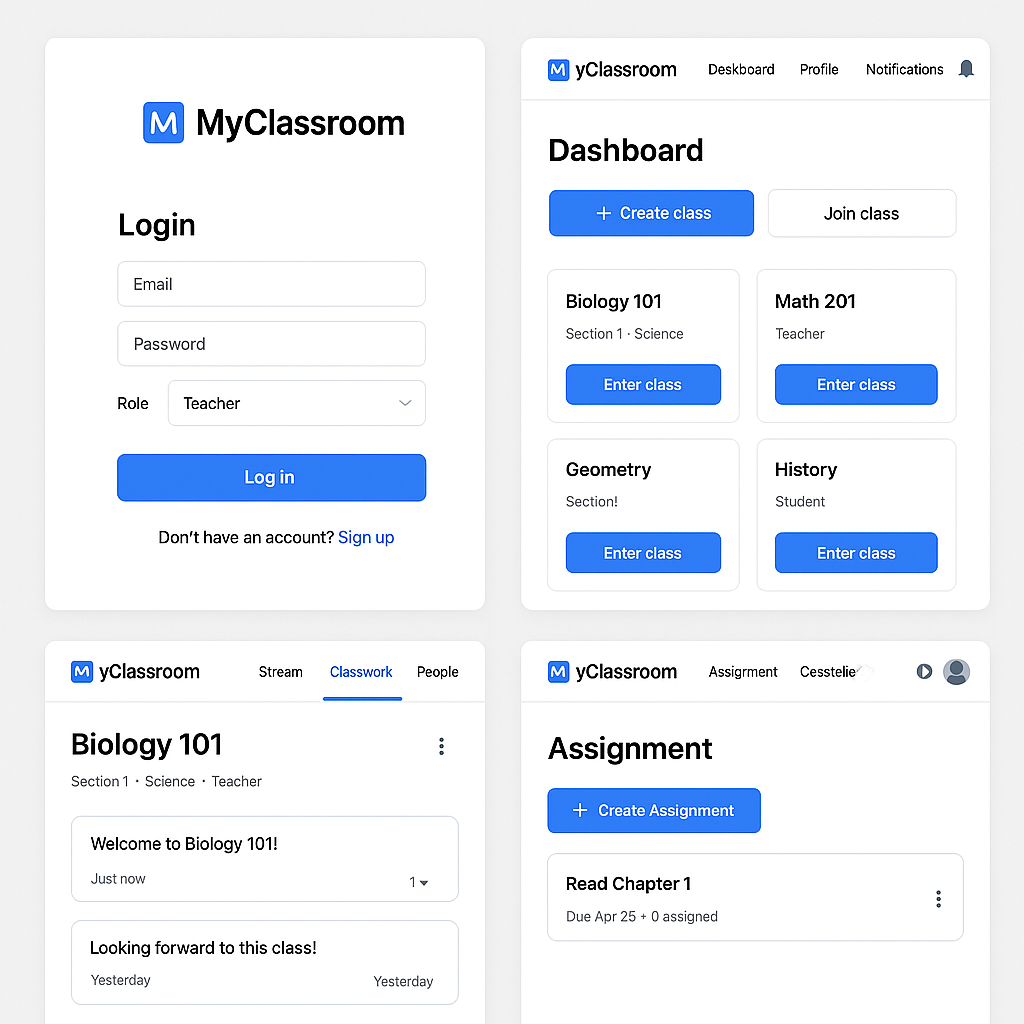 M MyClassroom
Login
Email
Password
Role Teacher
Log in
Don't have an account? Sign up
M yClassroom Deskboard Profile Notifications
Dashboard
+ Create class Join class
Biology 101
Section 1 · Science
Enter class
Math 201
Teacher
Enter class
Geometry
Section!
Enter class
History
Student
Enter class
M yClassroom Stream Classwork People
Biology 101
Section 1 · Science · Teacher
Welcome to Biology 101!
Just now 1
Looking forward to this class!
Yesterday Yesterday
M yClassroom Assigrment Cesstelie
Assignment
+ Create Assignment
Read Chapter 1
Due Apr 25 + 0 assigned